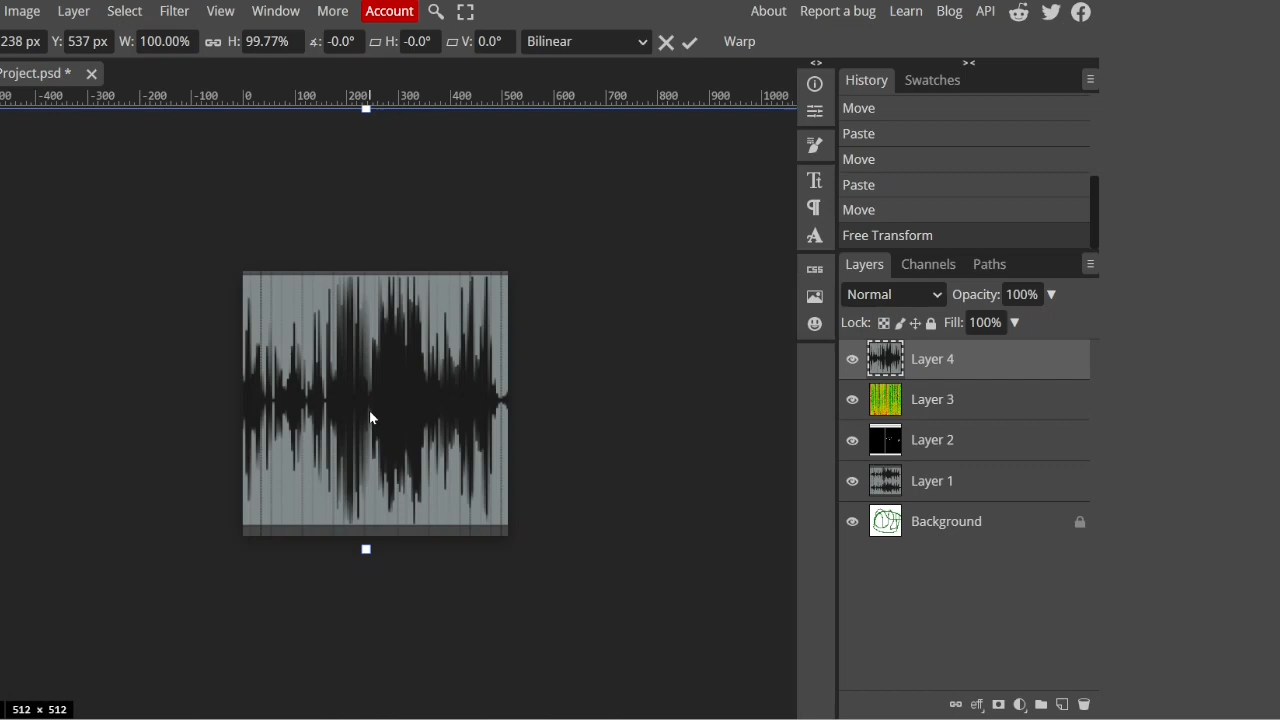 Image Layer Select Filter View Window More Account About Report a bug Learn Blog API
238 px Y: 537 px W: 100.00% H: 99.77% ∡: -0.0° H: -0.0° V: 0.0° Bilinear Warp
Project.psd *
-400 -300 -200 -100 0 100 200 300 400 500 600 700 800 900 1000
<> ><
History Swatches
Move
Paste
Move
Paste
Move
Free Transform
CSS
Layers Channels Paths
Normal Opacity: 100%
Lock: Fill: 100%
Layer 4
Layer 3
Layer 2
Layer 1
Background
512 × 512
eff